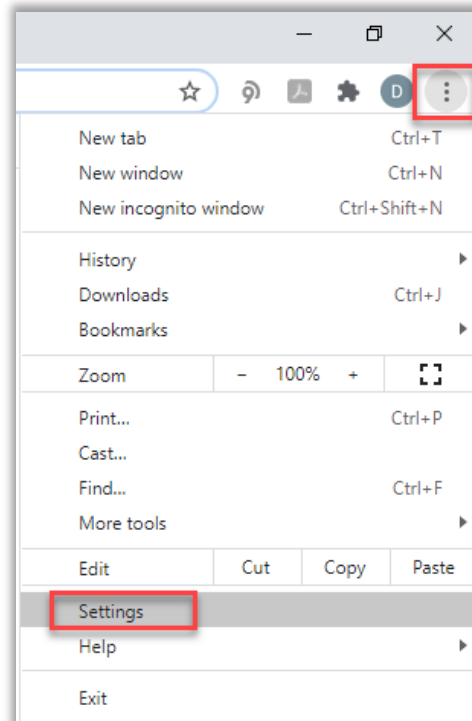 D
New tab Ctrl+T
New window Ctrl+N
New incognito window Ctrl+Shift+N
History
Downloads Ctrl+J
Bookmarks
Zoom - 100% +
Print... Ctrl+P
Cast...
Find... Ctrl+F
More tools
Edit Cut Copy Paste
Settings
Help
Exit